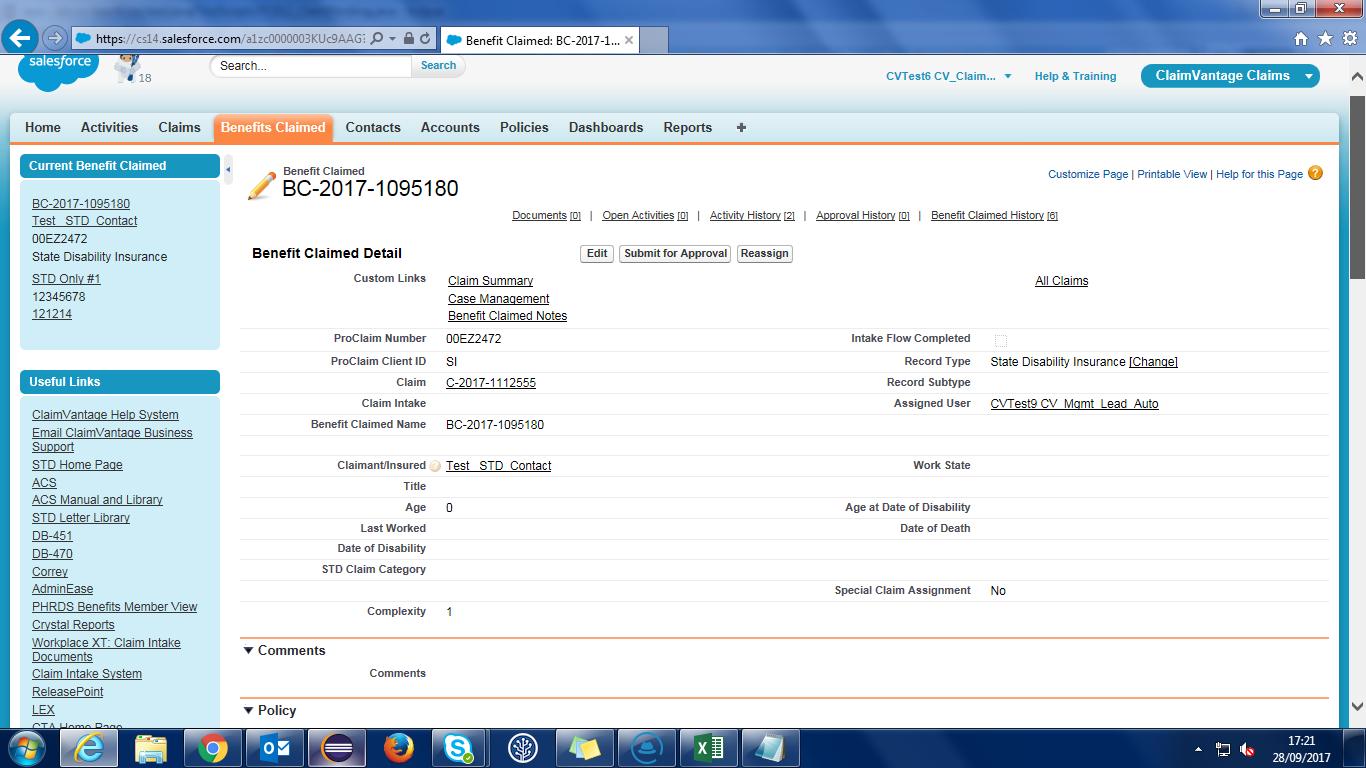 https://cs14.salesforce.com/a1zc0000003KUc9AAG
Benefit Claimed: BC-2017-1...
salesforce
18
Search...
Search
CVTest6 CV_Claim...
Help & Training
ClaimVantage Claims
Home
Activities
Claims
Benefits Claimed
Contacts
Accounts
Policies
Dashboards
Reports
Current Benefit Claimed
BC-2017-1095180
Test_ STD_Contact
00EZ2472
State Disability Insurance
STD Only #1
12345678
121214
Useful Links
ClaimVantage Help System
Email ClaimVantage Business
Support
STD Home Page
ACS
ACS Manual and Library
STD Letter Library
DB-451
DB-470
Correy
AdminEase
PHRDS Benefits Member View
Crystal Reports
Workplace XT: Claim Intake
Documents
Claim Intake System
ReleasePoint
LEX
CTA Home Page
Benefit Claimed
BC-2017-1095180
Customize Page | Printable View | Help for this Page
Documents [0] | Open Activities [0] | Activity History [2] | Approval History [0] | Benefit Claimed History [6]
Benefit Claimed Detail
Edit
Submit for Approval
Reassign
Custom Links
Claim Summary
All Claims
Case Management
Benefit Claimed Notes
ProClaim Number 00EZ2472
Intake Flow Completed
ProClaim Client ID SI
Record Type State Disability Insurance [Change]
Claim C-2017-1112555
Record Subtype
Claim Intake
Assigned User CVTest9 CV_Mgmt_Lead_Auto
Benefit Claimed Name BC-2017-1095180
Claimant/Insured Test_ STD_Contact
Work State
Title
Age 0
Age at Date of Disability
Last Worked
Date of Death
Date of Disability
STD Claim Category
Special Claim Assignment No
Complexity 1
Comments
Comments
Policy
17:21
28/09/2017